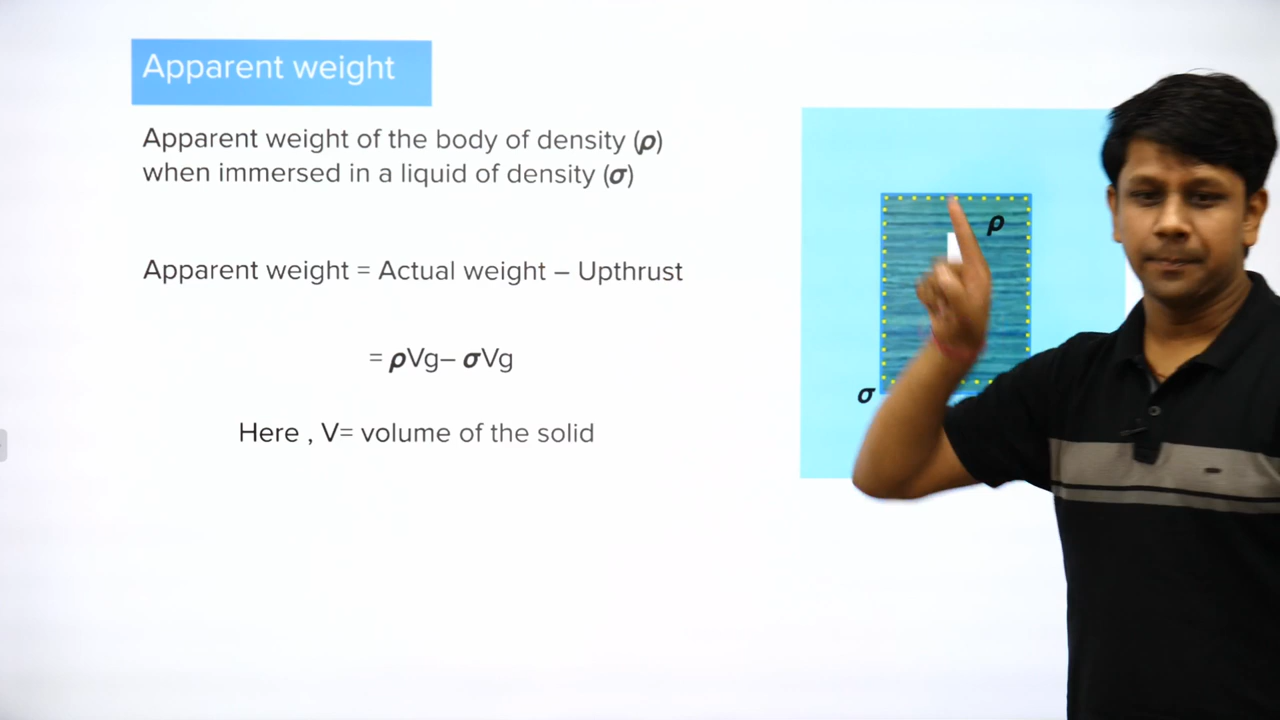 Apparent weight
Apparent weight of the body of density (ρ)
when immersed in a liquid of density (σ)
Apparent weight = Actual weight – Upthrust
= ρVg– σVg
Here , V= volume of the solid
ρ
σ